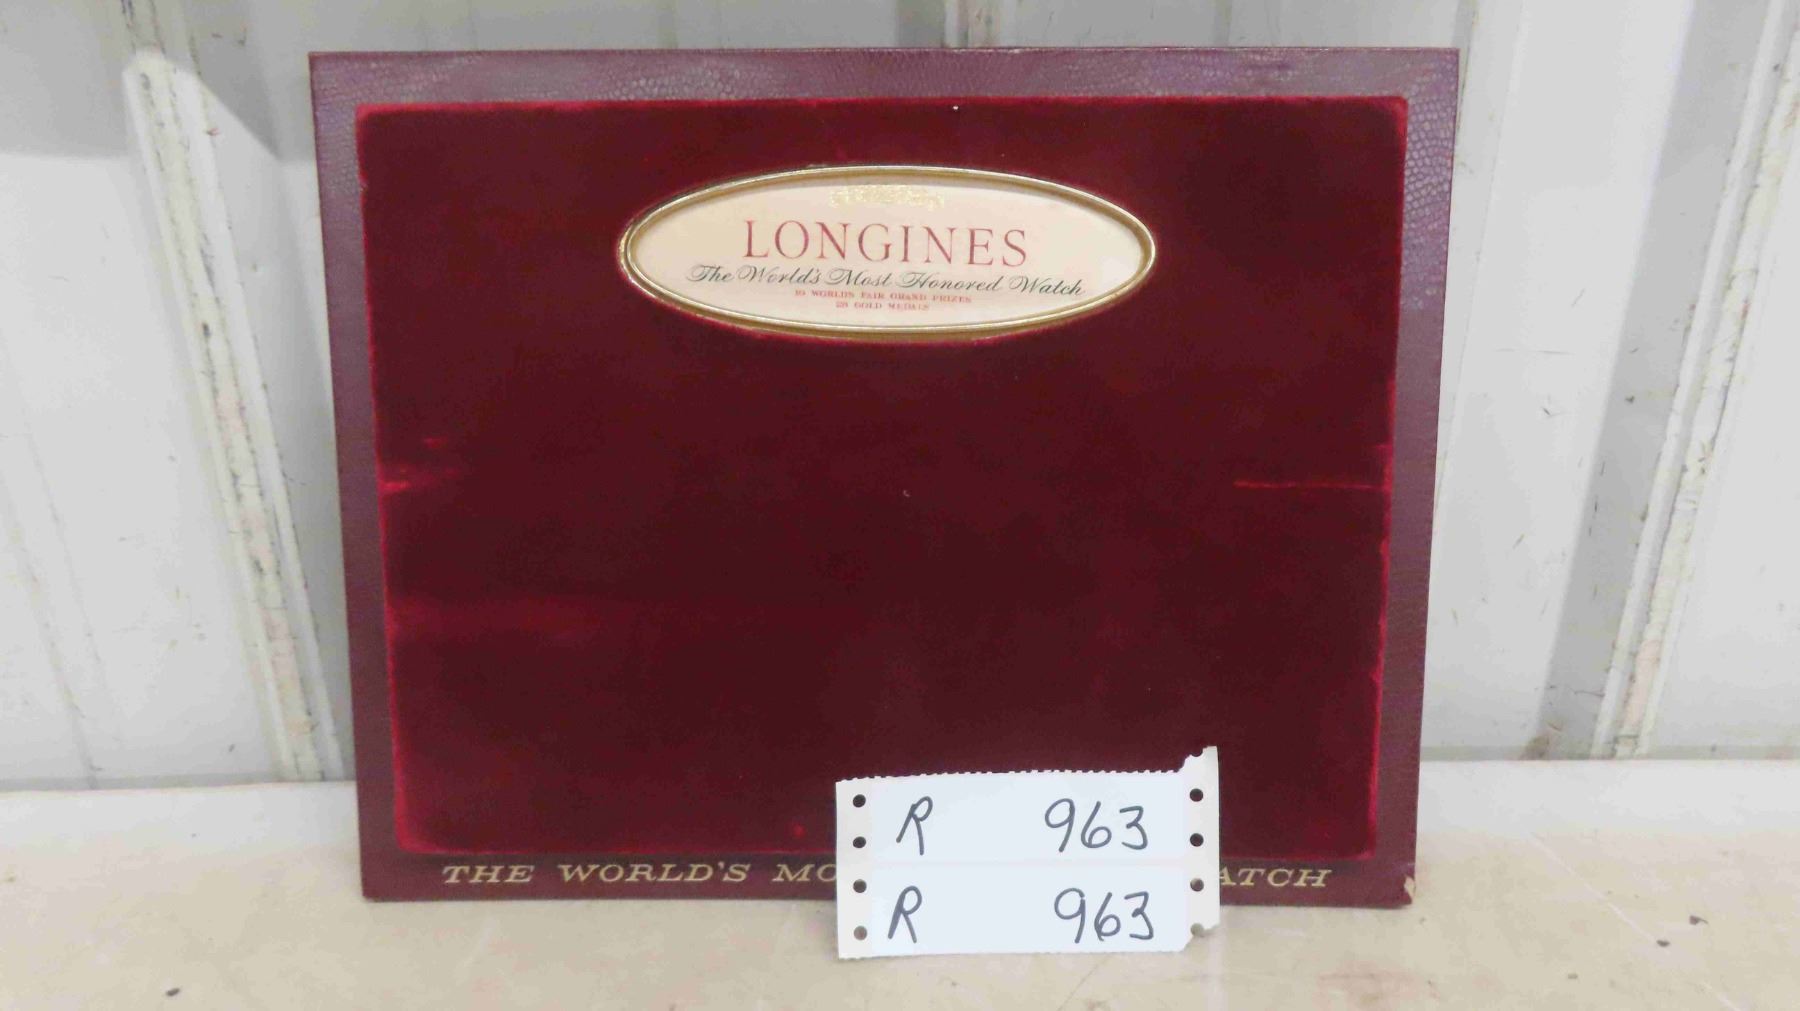 LONGINES
The World's Most Honored Watch
10 WORLD'S FAIR GRAND PRIZES
28 GOLD MEDALS
R 963
THE WORLD'S MO ATCH
R 963